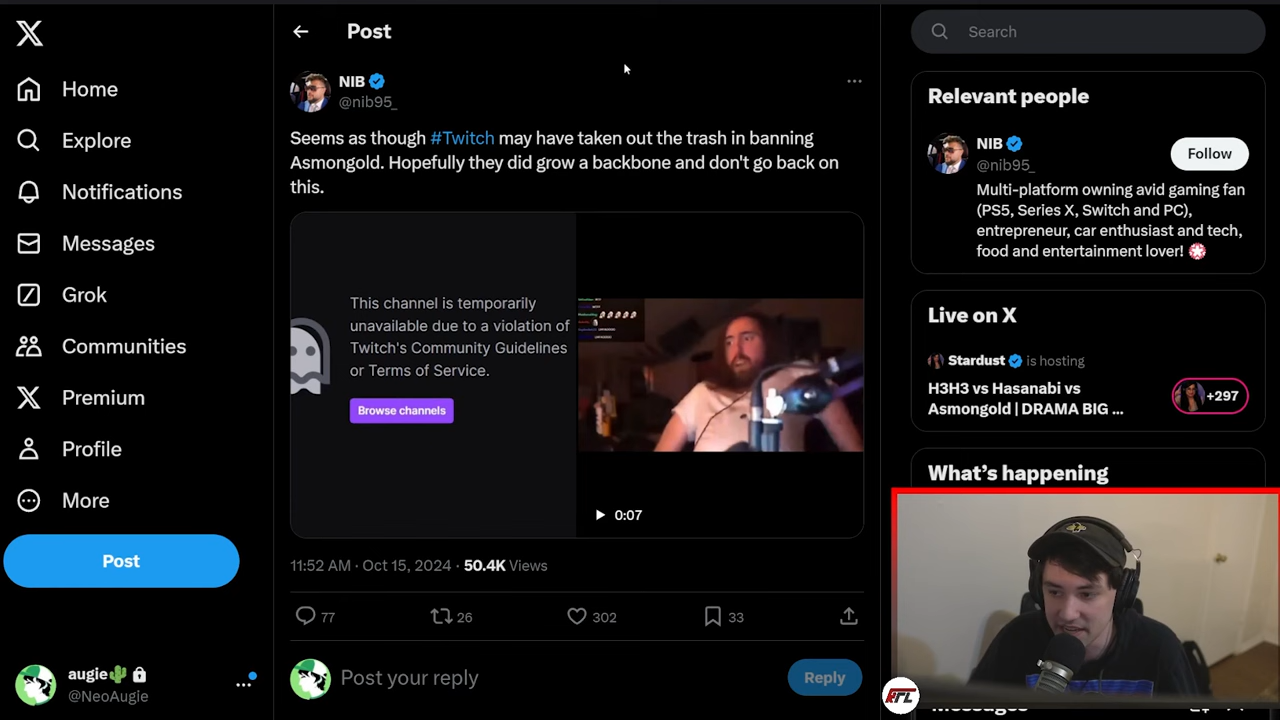 Home
Explore
Notifications
Messages
Grok
Communities
Premium
Profile
More
Post
augie🌵
@NeoAugie
Post
NIB
@nib95_
Seems as though #Twitch may have taken out the trash in banning
Asmongold. Hopefully they did grow a backbone and don't go back on
this.
This channel is temporarily
unavailable due to a violation of
Twitch's Community Guidelines
or Terms of Service.
Browse channels
0:07
11:52 AM · Oct 15, 2024 · 50.4K Views
77
26
302
33
Post your reply
Reply
Search
Relevant people
NIB
@nib95_
Follow
Multi-platform owning avid gaming fan
(PS5, Series X, Switch and PC),
entrepreneur, car enthusiast and tech,
food and entertainment lover!
Live on X
Stardust is hosting
H3H3 vs Hasanabi vs
Asmongold | DRAMA BIG ...
+297
What's happening
RTL
Messages